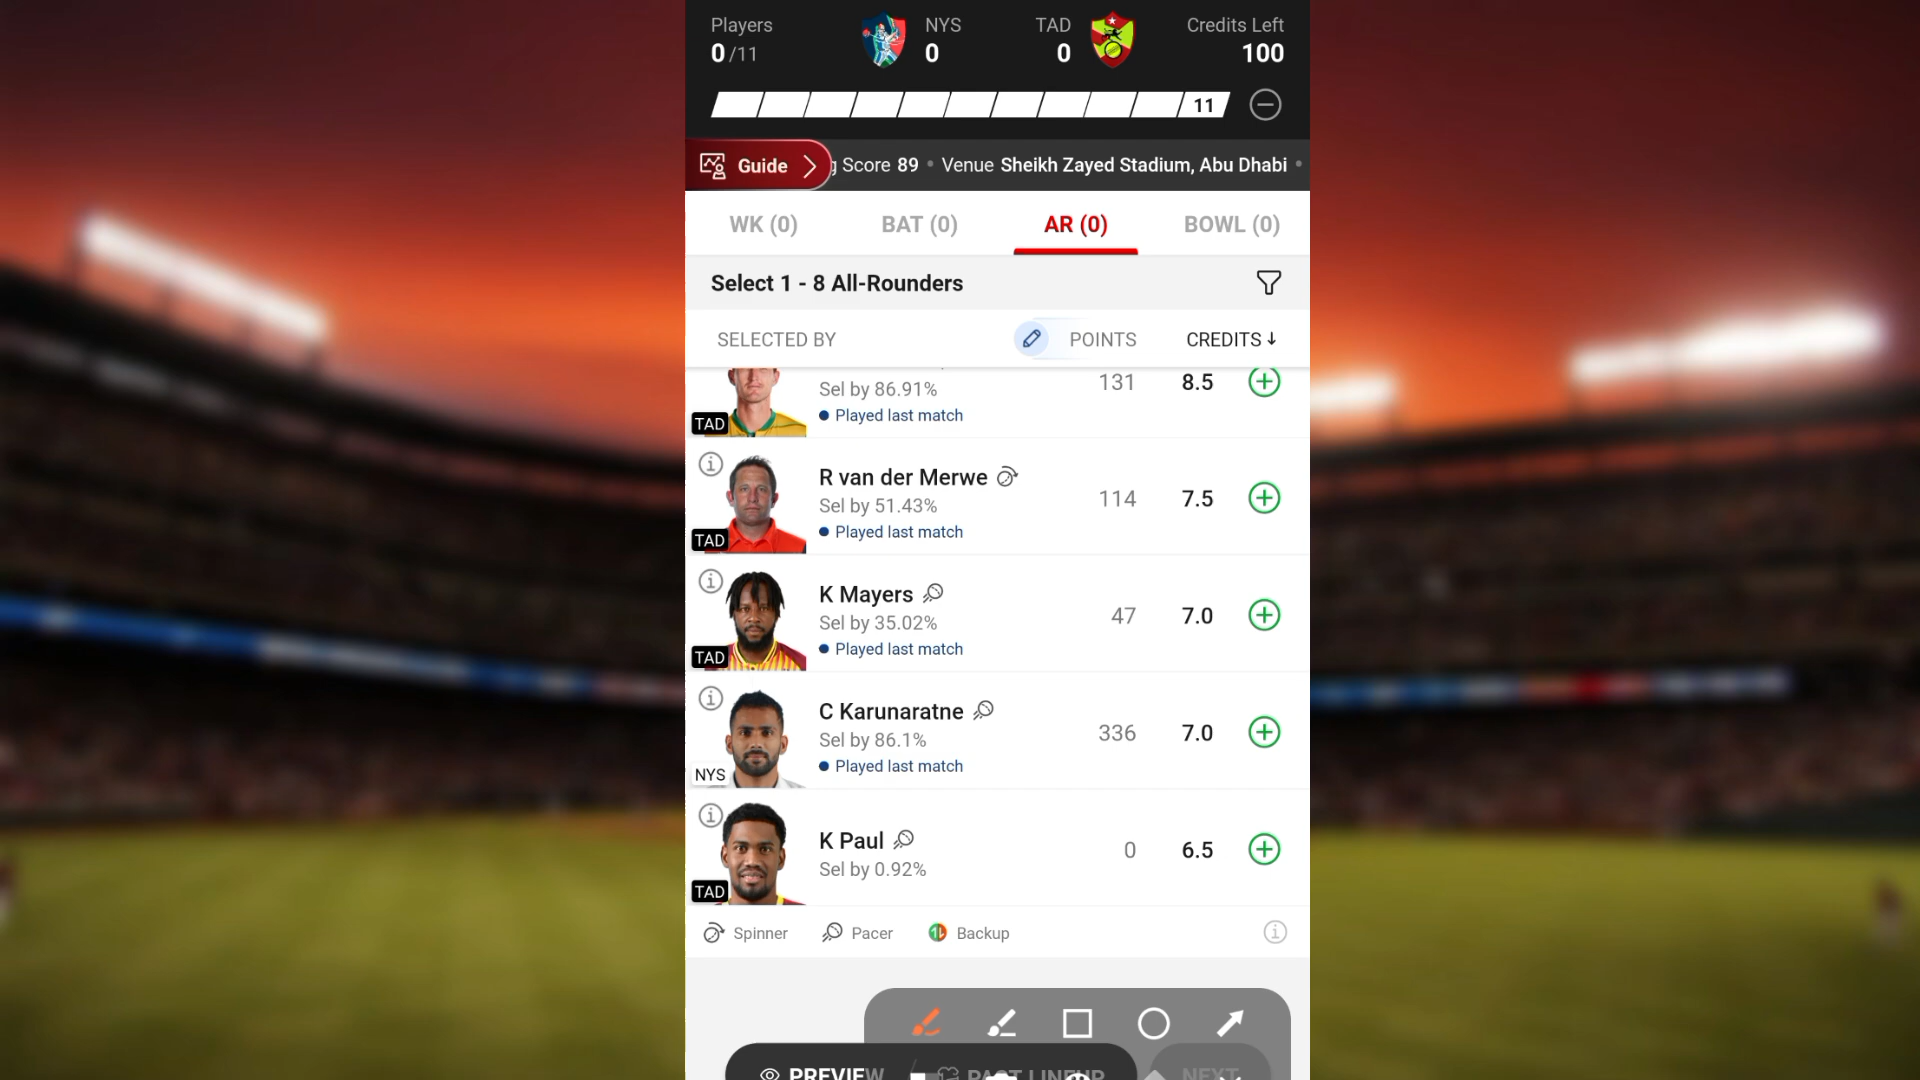 Players
0/11
NYS
0
TAD
0
Credits Left
100
11
Guide
Score 89 • Venue Sheikh Zayed Stadium, Abu Dhabi •
WK (0)
BAT (0)
AR (0)
BOWL (0)
Select 1 - 8 All-Rounders
SELECTED BY
POINTS
CREDITS↓
Sel by 86.91%
131
8.5
Played last match
TAD
R van der Merwe
Sel by 51.43%
114
7.5
Played last match
TAD
K Mayers
Sel by 35.02%
47
7.0
Played last match
TAD
C Karunaratne
Sel by 86.1%
336
7.0
Played last match
NYS
K Paul
Sel by 0.92%
0
6.5
TAD
Spinner
Pacer
Backup
PREVIEW
PAST LINEUP
NEXT